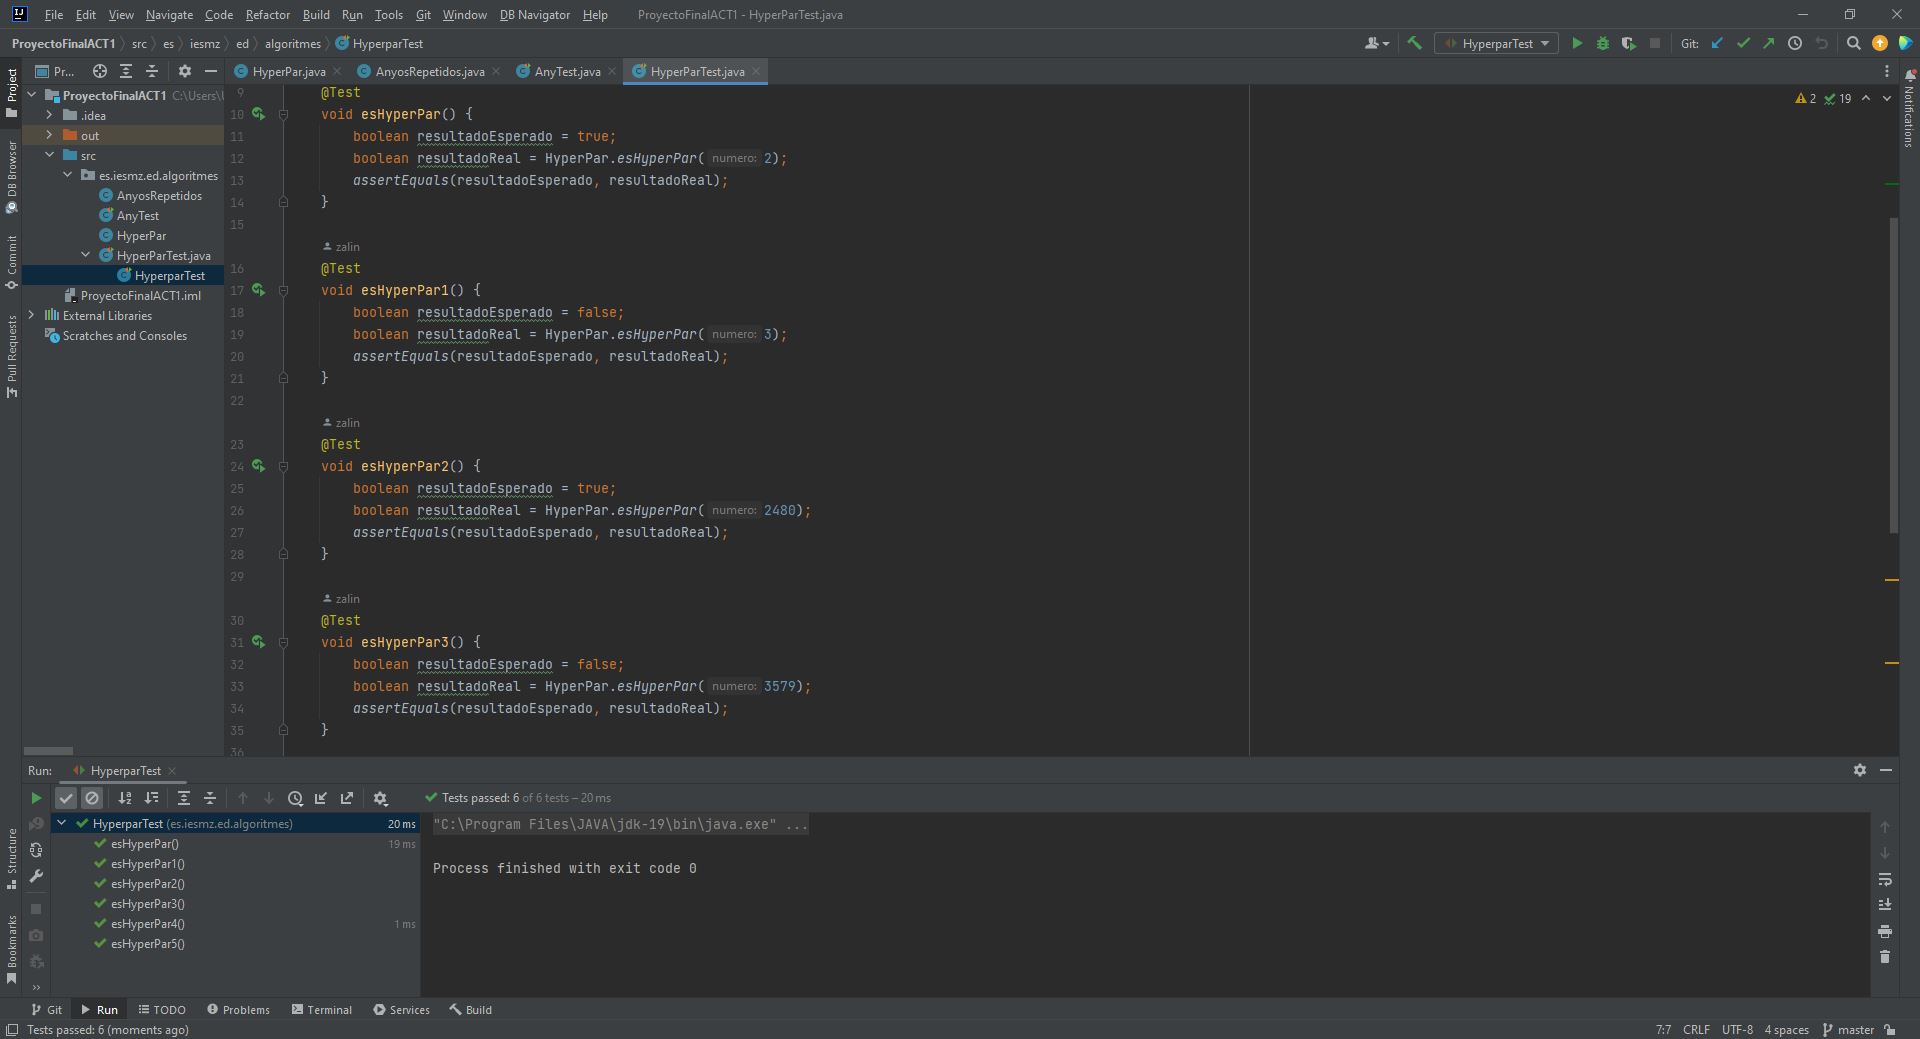 File Edit View Navigate Code Refactor Build Run Tools Git Window DB Navigator Help ProyectoFinalACT1 - HyperParTest.java
ProyectoFinalACT1 src es iesmz ed algoritmes HyperparTest
HyperparTest Git:
Pr... HyperPar.java AnyosRepetidos.java AnyTest.java HyperParTest.java
Project
DB Browser
Commit
Pull Requests
Structure
Bookmarks
Notifications
ProyectoFinalACT1 C:\Users\
.idea
out
src
es.iesmz.ed.algoritmes
AnyosRepetidos
AnyTest
HyperPar
HyperParTest.java
HyperparTest
ProyectoFinalACT1.iml
External Libraries
Scratches and Consoles
2 19
9 @Test
10 void esHyperPar() {
11 boolean resultadoEsperado = true;
12 boolean resultadoReal = HyperPar.esHyperPar( numero: 2);
13 assertEquals(resultadoEsperado, resultadoReal);
14 }
15
zalin
16 @Test
17 void esHyperPar1() {
18 boolean resultadoEsperado = false;
19 boolean resultadoReal = HyperPar.esHyperPar( numero: 3);
20 assertEquals(resultadoEsperado, resultadoReal);
21 }
22
zalin
23 @Test
24 void esHyperPar2() {
25 boolean resultadoEsperado = true;
26 boolean resultadoReal = HyperPar.esHyperPar( numero: 2480);
27 assertEquals(resultadoEsperado, resultadoReal);
28 }
29
zalin
30 @Test
31 void esHyperPar3() {
32 boolean resultadoEsperado = false;
33 boolean resultadoReal = HyperPar.esHyperPar( numero: 3579);
34 assertEquals(resultadoEsperado, resultadoReal);
35 }
36
Run: HyperparTest
Tests passed: 6 of 6 tests – 20 ms
HyperparTest (es.iesmz.ed.algoritmes) 20 ms
esHyperPar() 19 ms
esHyperPar1()
esHyperPar2()
esHyperPar3()
esHyperPar4() 1 ms
esHyperPar5()
"C:\Program Files\JAVA\jdk-19\bin\java.exe" ...
Process finished with exit code 0
Git Run TODO Problems Terminal Services Build
Tests passed: 6 (moments ago) 7:7 CRLF UTF-8 4 spaces master